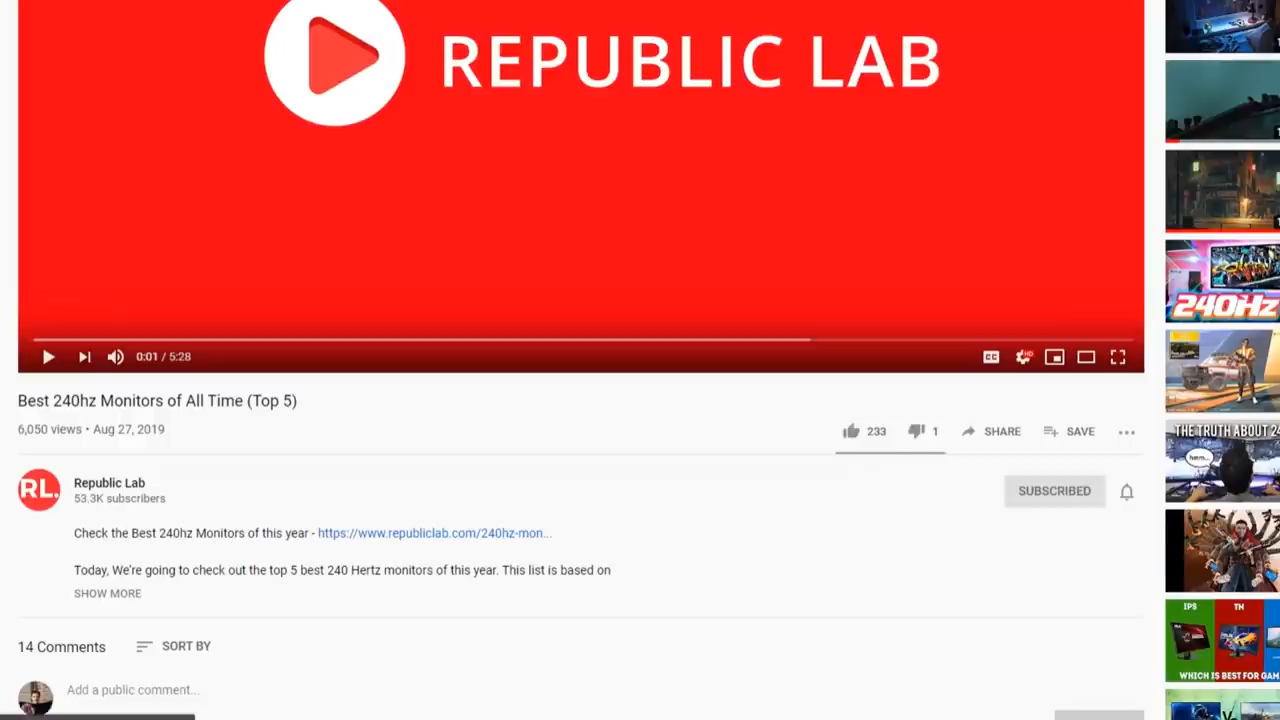 REPUBLIC LAB
0:01 / 5:28
CC
HD
Best 240hz Monitors of All Time (Top 5)
6,050 views • Aug 27, 2019
233
1
SHARE
SAVE
RL.
Republic Lab
53.3K subscribers
SUBSCRIBED
Check the Best 240hz Monitors of this year - https://www.republiclab.com/240hz-mon...
Today, We're going to check out the top 5 best 240 Hertz monitors of this year. This list is based on
SHOW MORE
14 Comments
SORT BY
Add a public comment...
240Hz
THE TRUTH ABOUT 24
hmm...
IPS
TN
WHICH IS BEST FOR GAM
Vs